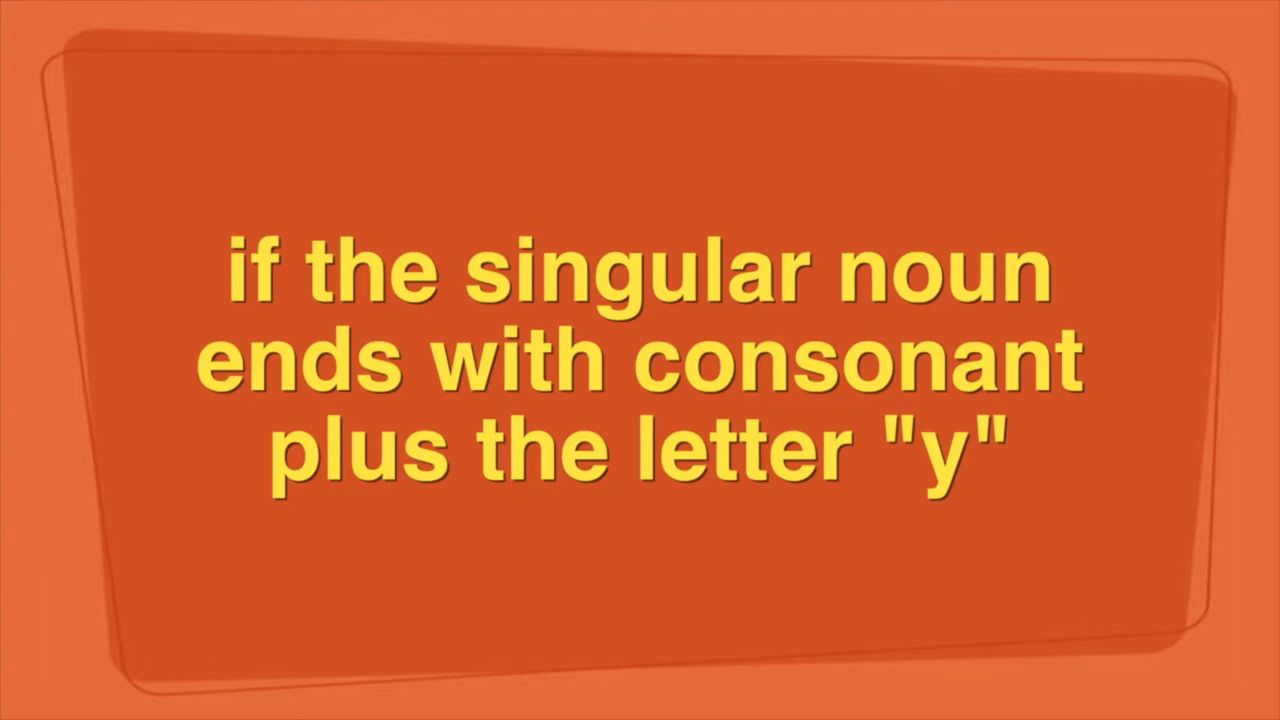 if the singular noun
ends with consonant
plus the letter "y"